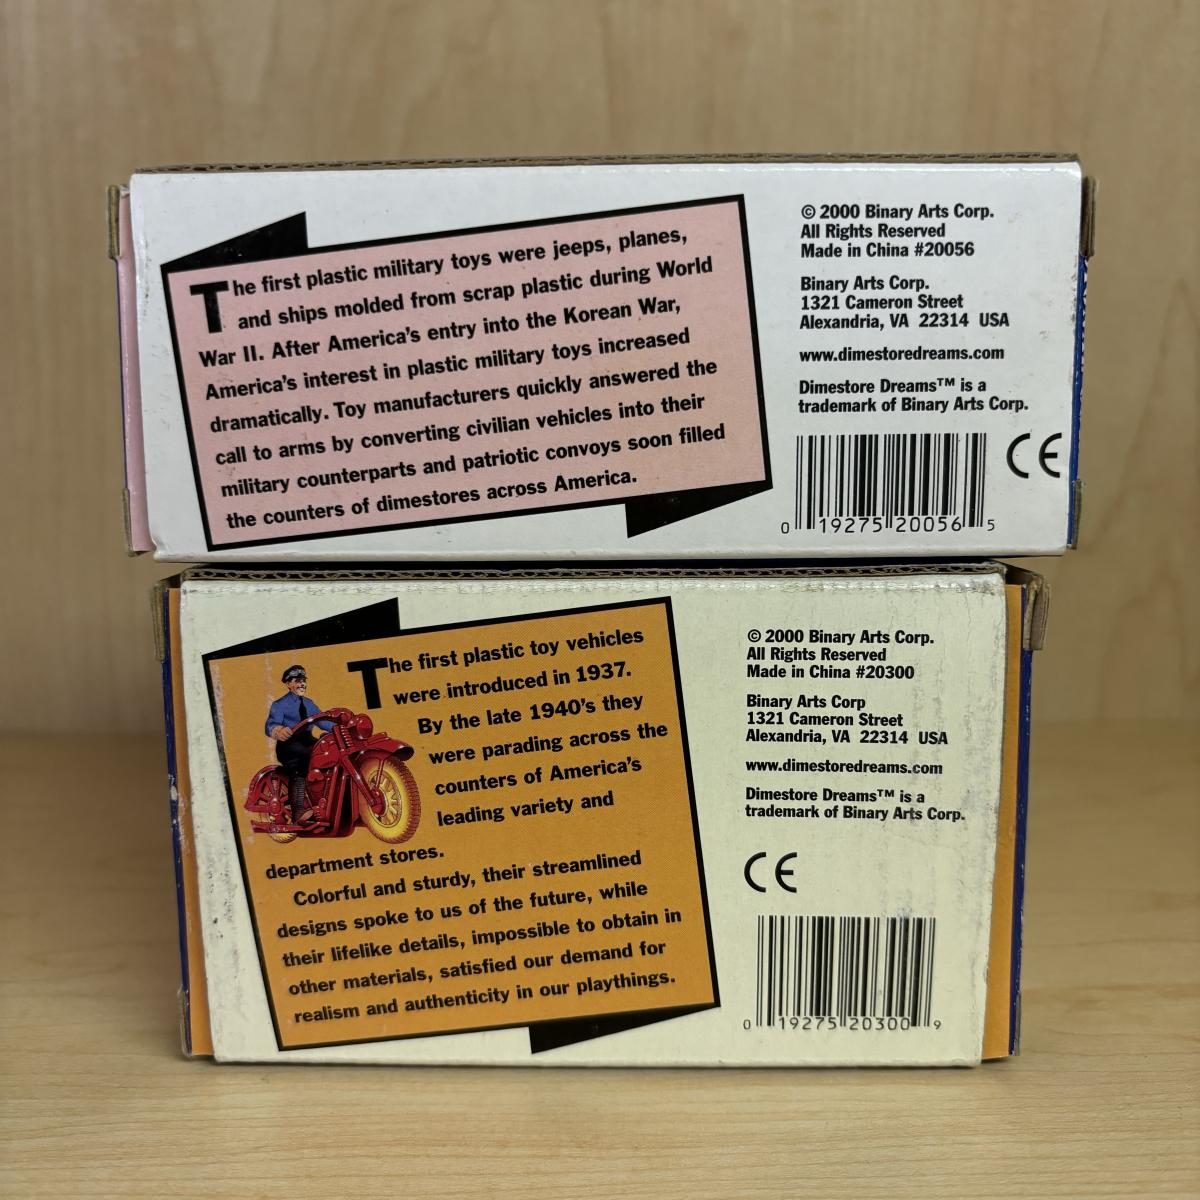 The first plastic military toys were jeeps, planes,
and ships molded from scrap plastic during World
War II. After America's entry into the Korean War,
America's interest in plastic military toys increased
dramatically. Toy manufacturers quickly answered the
call to arms by converting civilian vehicles into their
military counterparts and patriotic convoys soon filled
the counters of dimestores across America.
© 2000 Binary Arts Corp.
All Rights Reserved
Made in China #20056
Binary Arts Corp.
1321 Cameron Street
Alexandria, VA 22314 USA
www.dimestoredreams.com
Dimestore Dreams™ is a
trademark of Binary Arts Corp.
CE
0 19275 20056 5
The first plastic toy vehicles
were introduced in 1937.
By the late 1940's they
were parading across the
counters of America's
leading variety and
department stores.
Colorful and sturdy, their streamlined
designs spoke to us of the future, while
their lifelike details, impossible to obtain in
other materials, satisfied our demand for
realism and authenticity in our playthings.
© 2000 Binary Arts Corp.
All Rights Reserved
Made in China #20300
Binary Arts Corp
1321 Cameron Street
Alexandria, VA 22314 USA
www.dimestoredreams.com
Dimestore Dreams™ is a
trademark of Binary Arts Corp.
CE
0 19275 20300 9